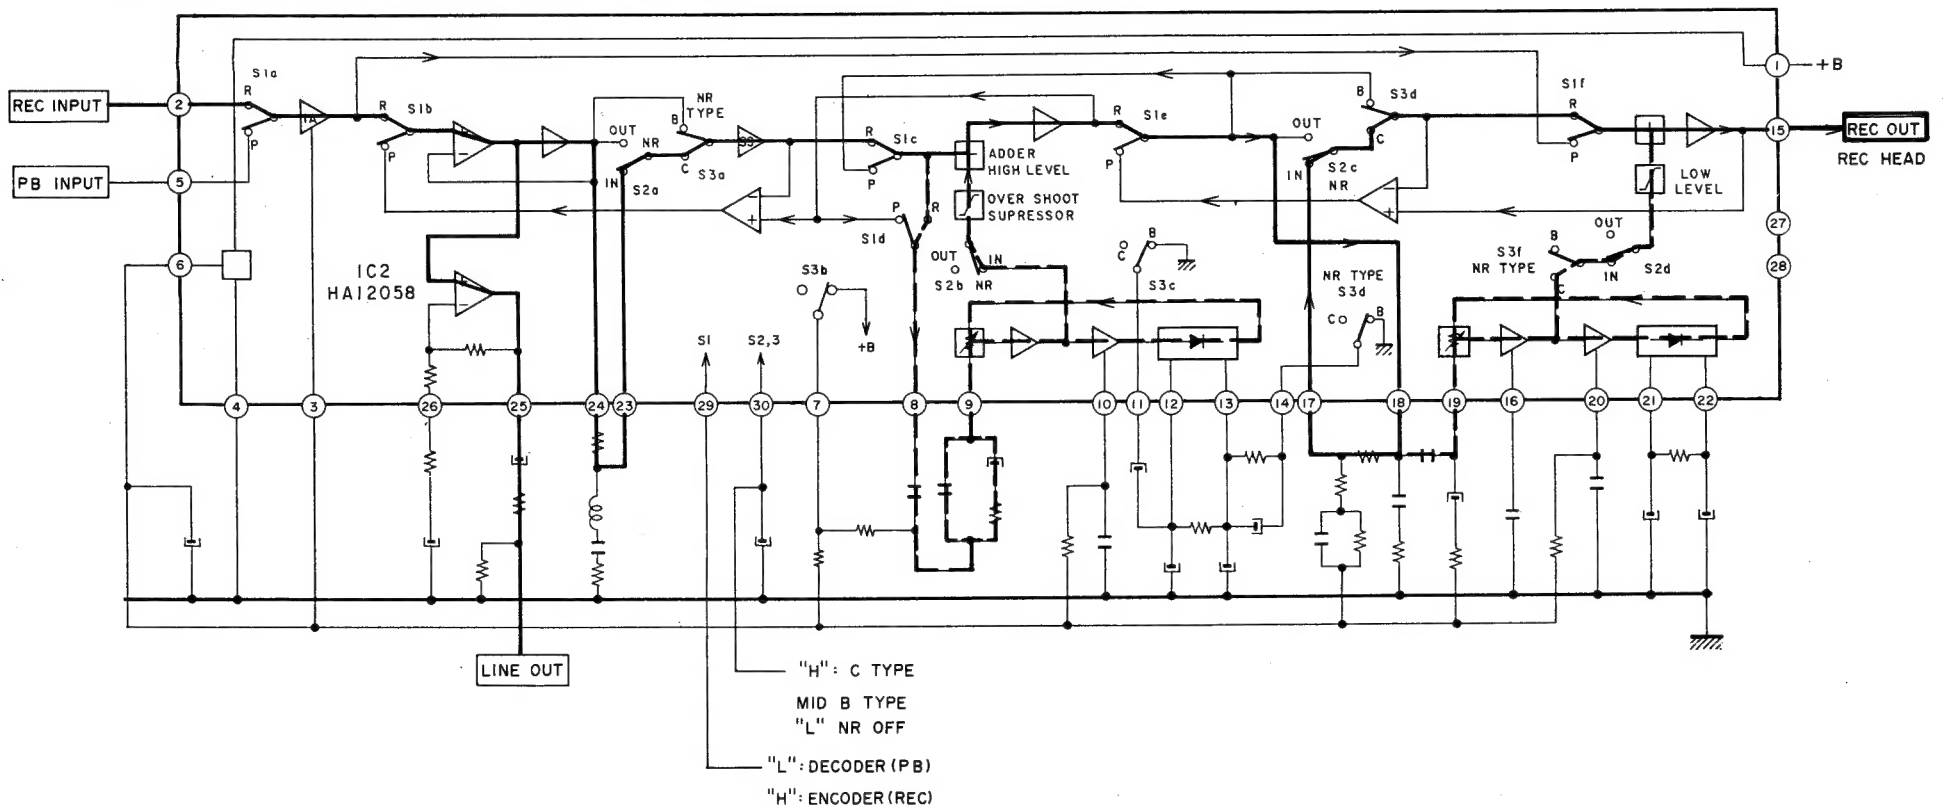 1
+B
S1a
S1f
S3d
REC INPUT
2
R
P
1A
R
S1b
P
NR
TYPE
B
OUT
NR
C
S3a
IN
S2a
R
S1c
P
R
S1e
P
OUT
B
C
IN
S2c
NR
R
P
15
REC OUT
REC HEAD
PB INPUT
5
ADDER
HIGH LEVEL
OVER SHOOT
SUPRESSOR
LOW
LEVEL
P
R
S1d
27
6
28
IC2
HA12058
S3b
OUT
IN
S2b
NR
C
B
S3c
NR TYPE
S3d
C
B
B
S3f
NR TYPE
C
OUT
IN
S2d
S1
S2,3
+B
4
3
26
25
24
23
29
30
7
8
9
10
11
12
13
14
17
18
19
16
20
21
22
LINE OUT
"H": C TYPE
MID B TYPE
"L" NR OFF
"L": DECODER (PB)
"H": ENCODER (REC)